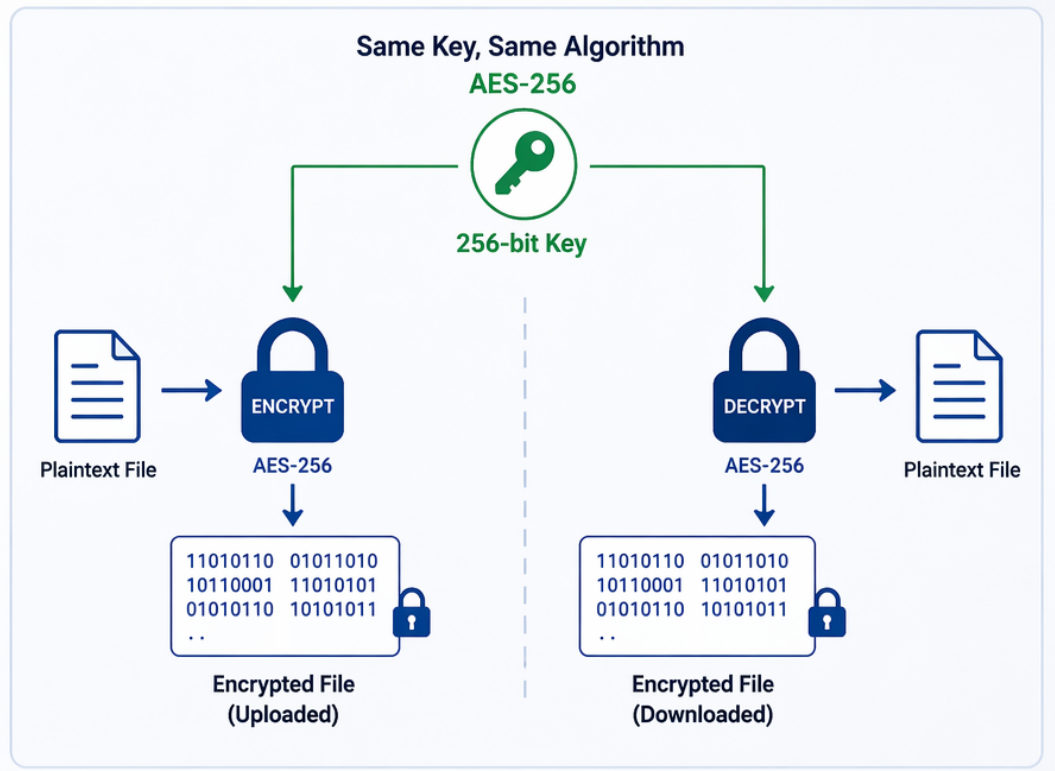 Same Key, Same Algorithm
AES-256
256-bit Key
ENCRYPT
DECRYPT
Plaintext File
AES-256
AES-256
Plaintext File
11010110 01011010
10110001 11010101
01010110 10101011
..
11010110 01011010
10110001 11010101
01010110 10101011
..
Encrypted File
(Uploaded)
Encrypted File
(Downloaded)